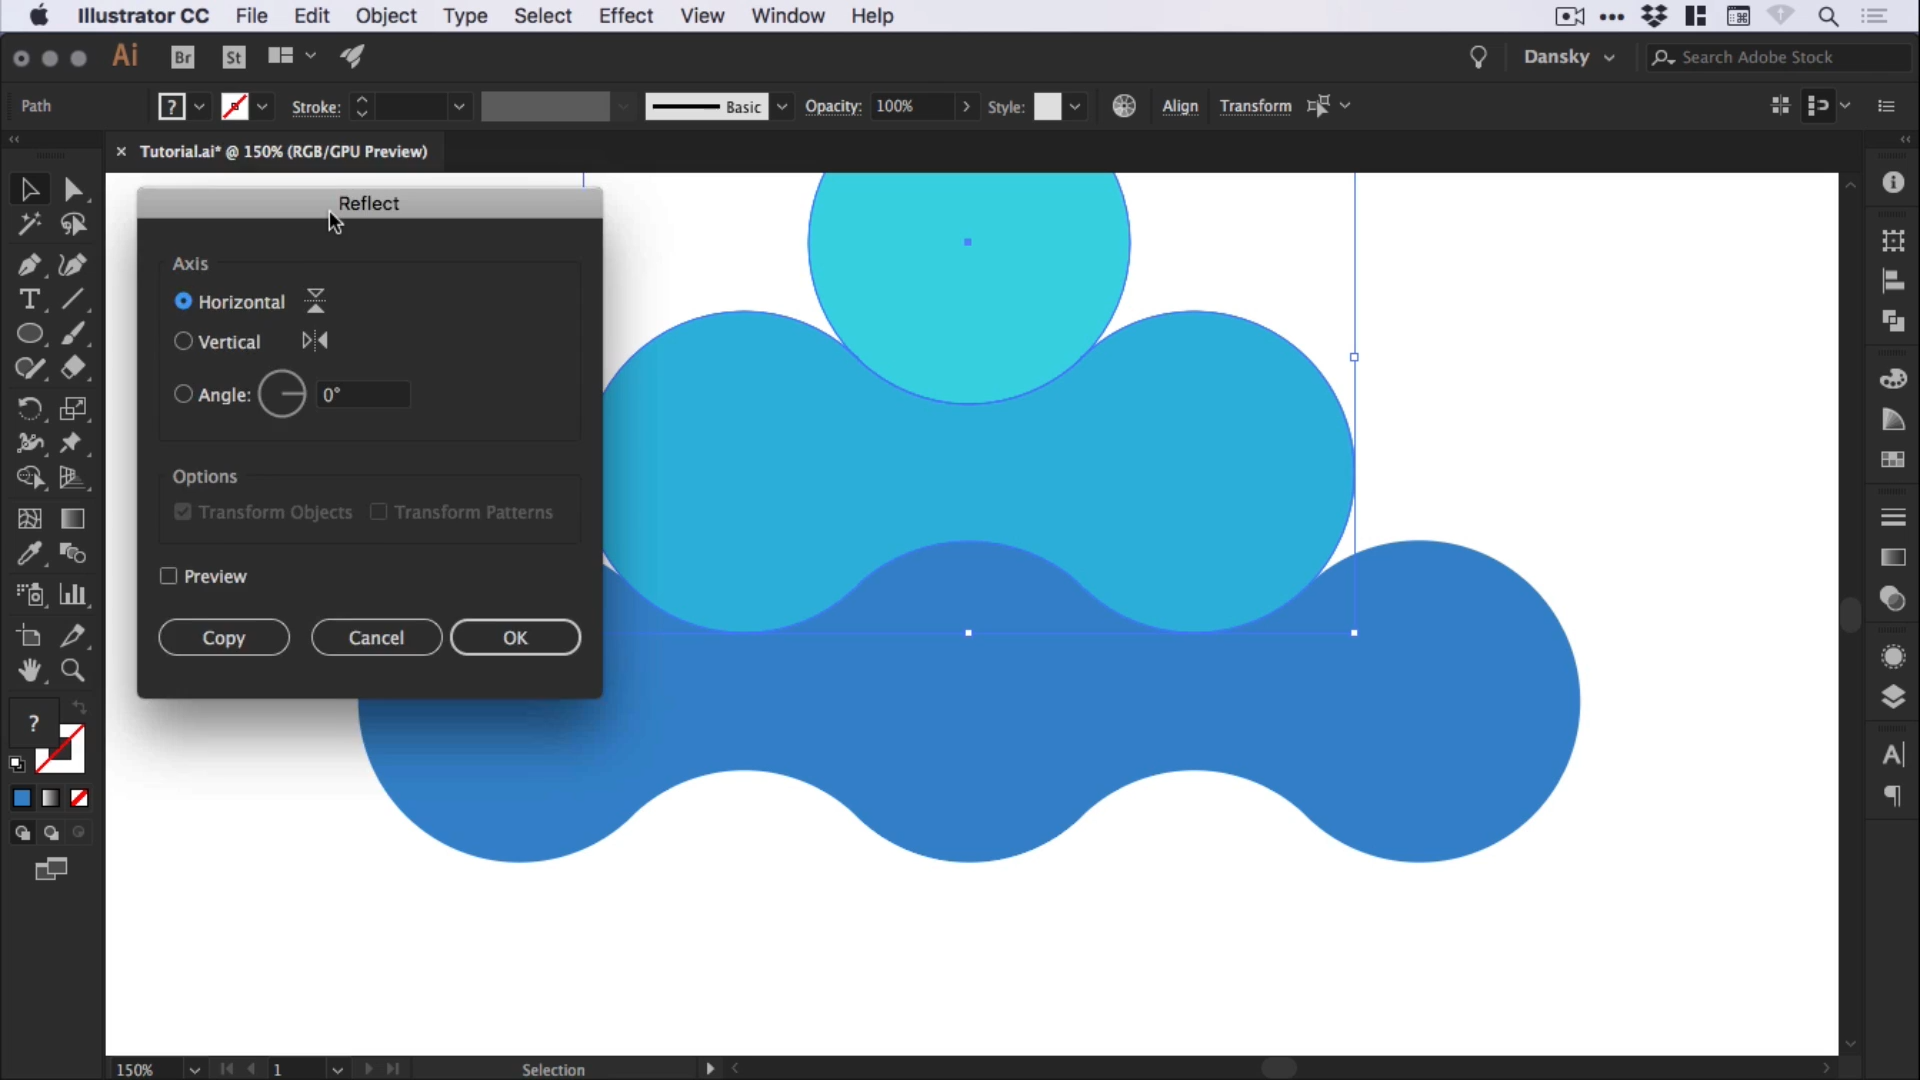 Illustrator CC File Edit Object Type Select Effect View Window Help
Ai Br St Dansky Search Adobe Stock
Path ? Stroke: Basic Opacity: 100% Style: Align Transform
× Tutorial.ai* @ 150% (RGB/GPU Preview)
Reflect
Axis
Horizontal
Vertical
Angle: 0°
Options
Transform Objects Transform Patterns
Preview
Copy Cancel OK
?
150% 1 Selection